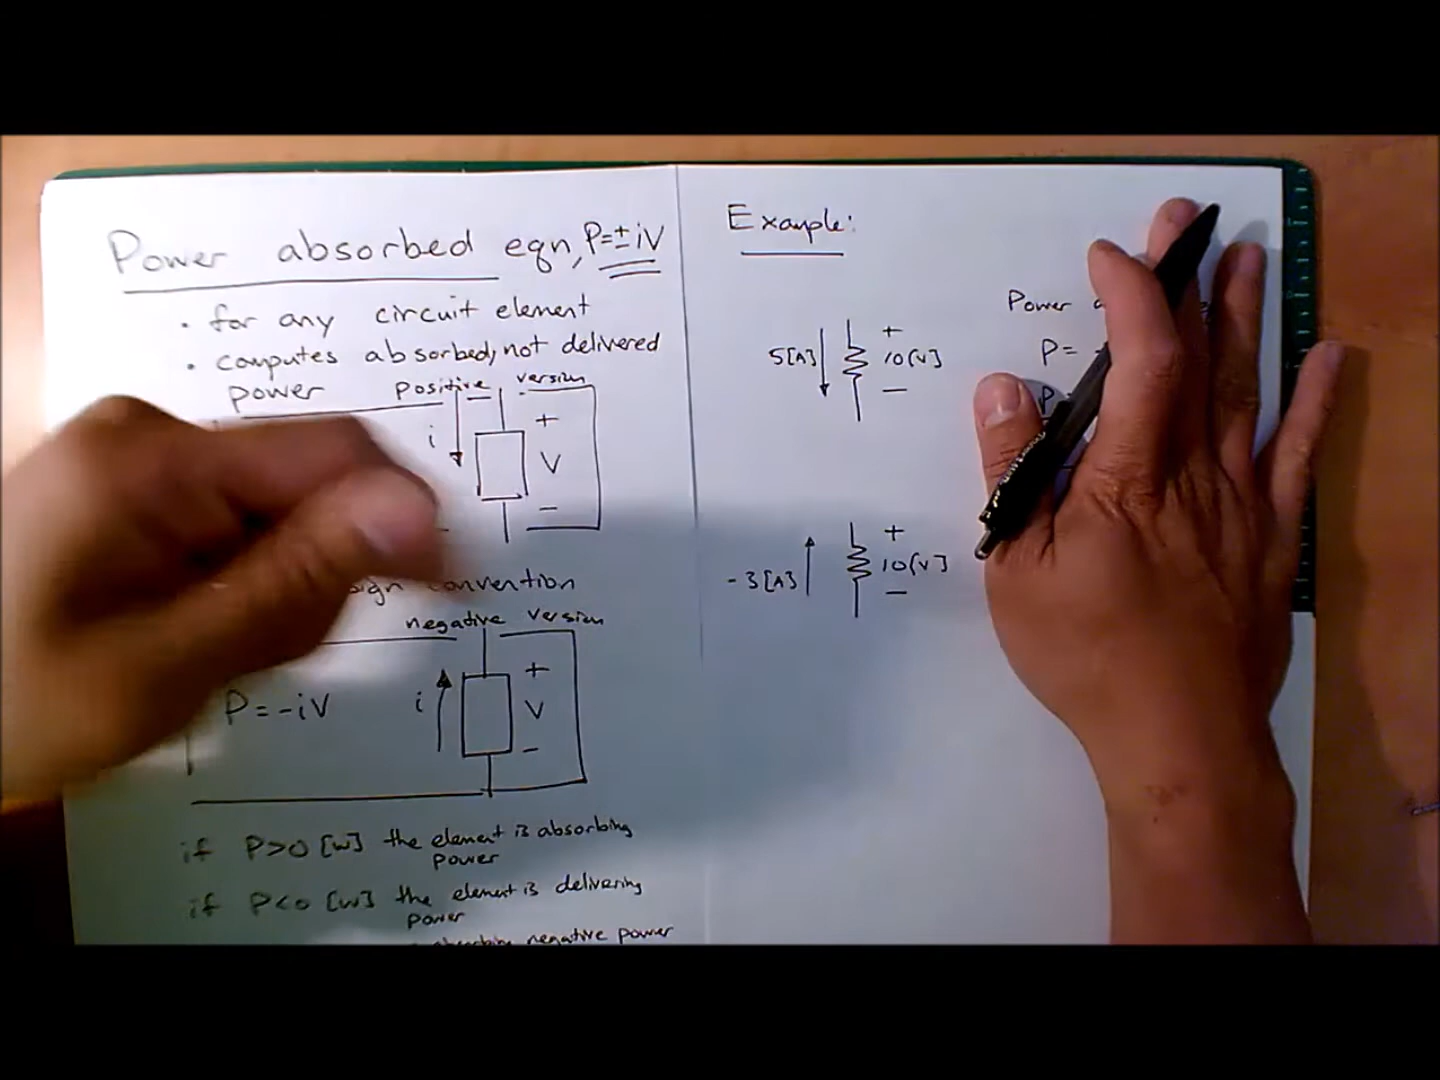 Power absorbed eqn, P=±iV
• for any circuit element
• computes absorbed, not delivered
power
positive version
i
+
V
−
sign convention
negative version
P=-iV
i
+
V
−
if P>0 [W] the element is absorbing
power
if P<0 [W] the element is delivering
power
absorbing negative power
Example:
Power
P=
5[A]
+
10[V]
−
P
-3[A]
+
10[V]
−